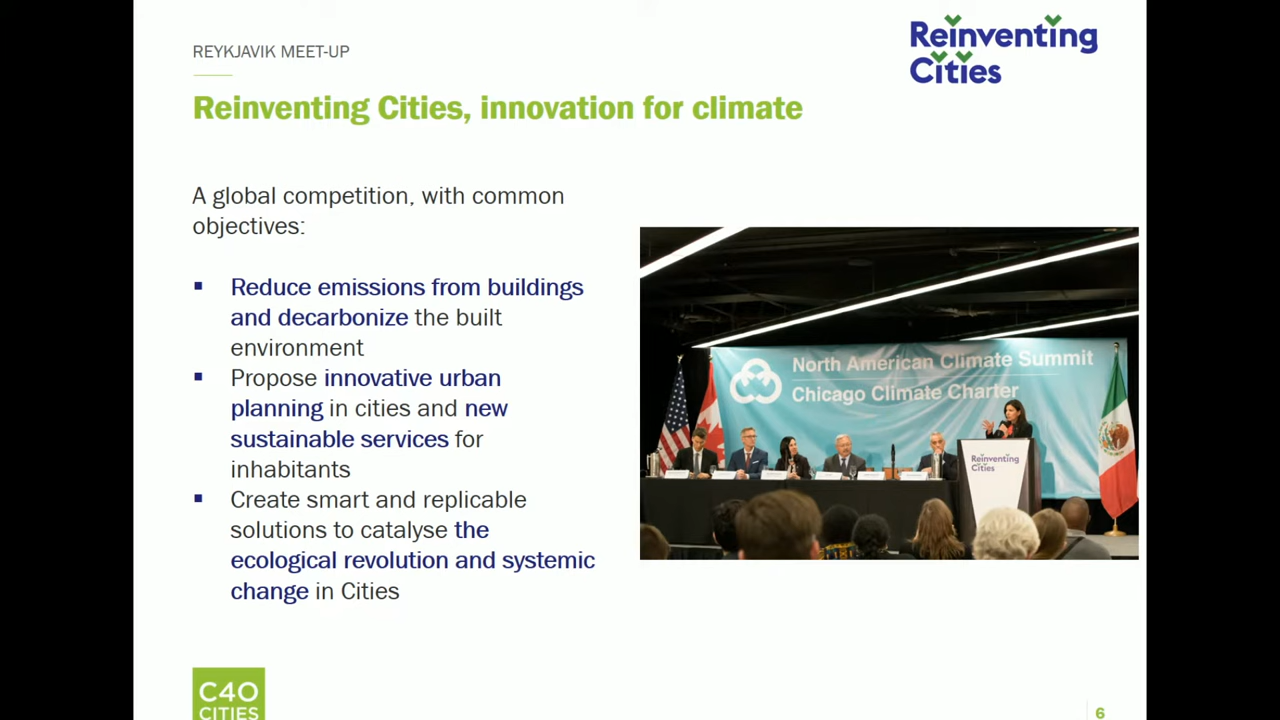 REYKJAVIK MEET-UP
Reinventing
Cities
Reinventing Cities, innovation for climate
A global competition, with common
objectives:
▪ Reduce emissions from buildings
and decarbonize the built
environment
▪ Propose innovative urban
planning in cities and new
sustainable services for
inhabitants
▪ Create smart and replicable
solutions to catalyse the
ecological revolution and systemic
change in Cities
North American Climate Summit
Chicago Climate Charter
Reinventing
Cities
C40
CITIES
6